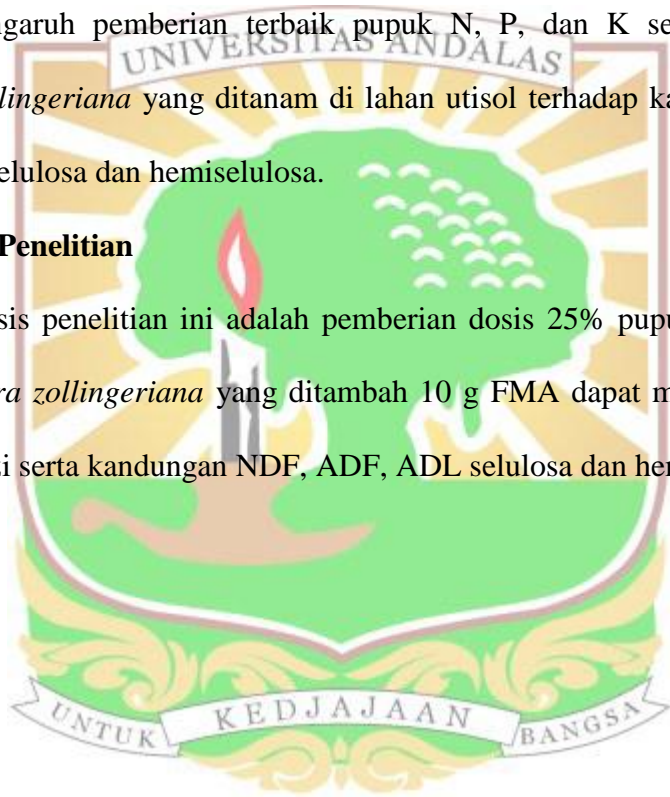 ngaruh pemberian terbaik pupuk N, P, dan K se
UNIVERSITAS ANDALAS
llingeriana yang ditanam di lahan utisol terhadap ka
elulosa dan hemiselulosa.
Penelitian
sis penelitian ini adalah pemberian dosis 25% pupu
ra zollingeriana yang ditambah 10 g FMA dapat m
i serta kandungan NDF, ADF, ADL selulosa dan her
UNTUK KEDJAJAAN BANGSA